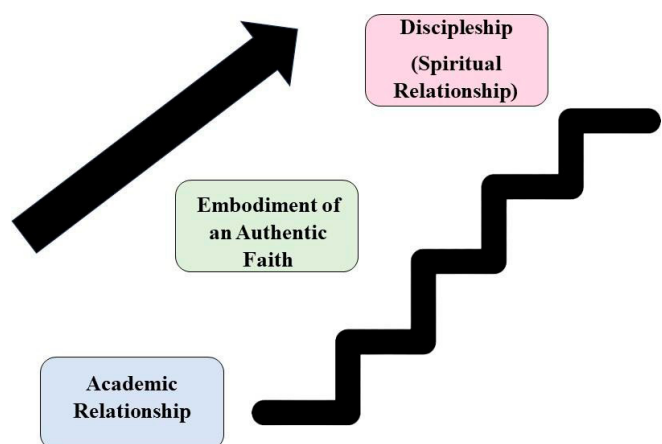 Discipleship
(Spiritual
Relationship)
Embodiment of
an Authentic
Faith
Academic
Relationship